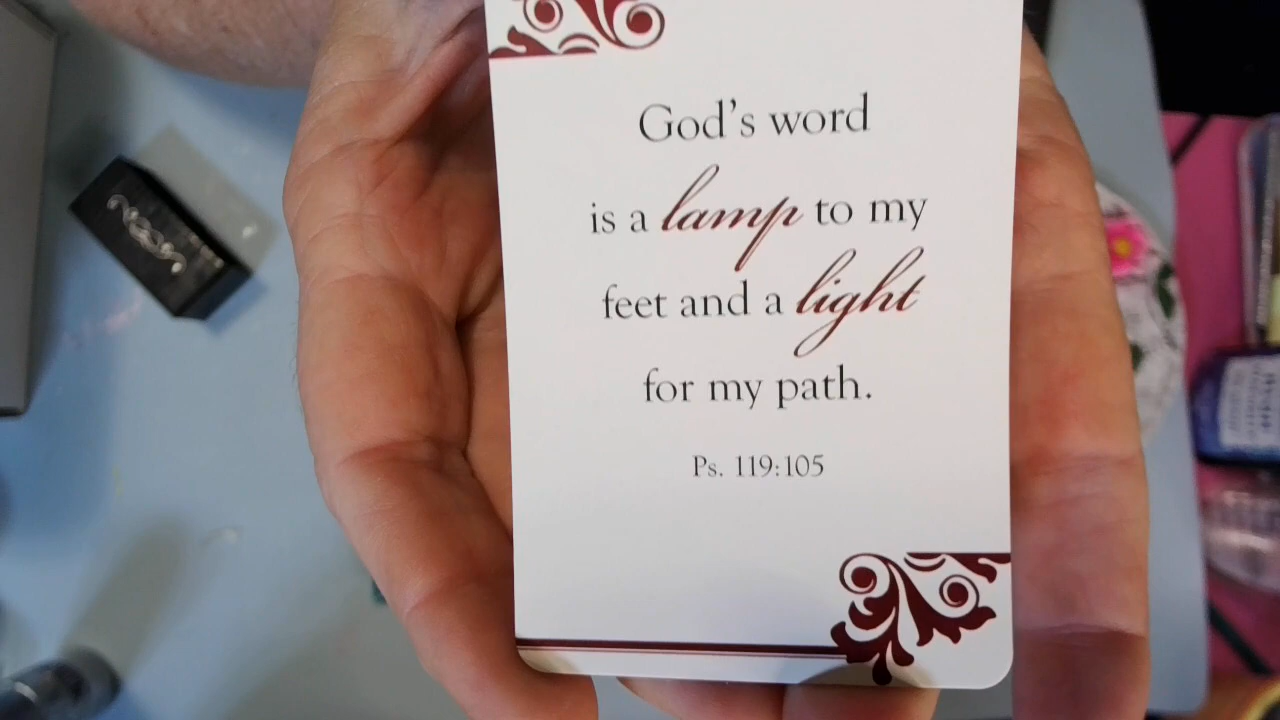 God's word
is a lamp to my
feet and a light
for my path.
Ps. 119:105